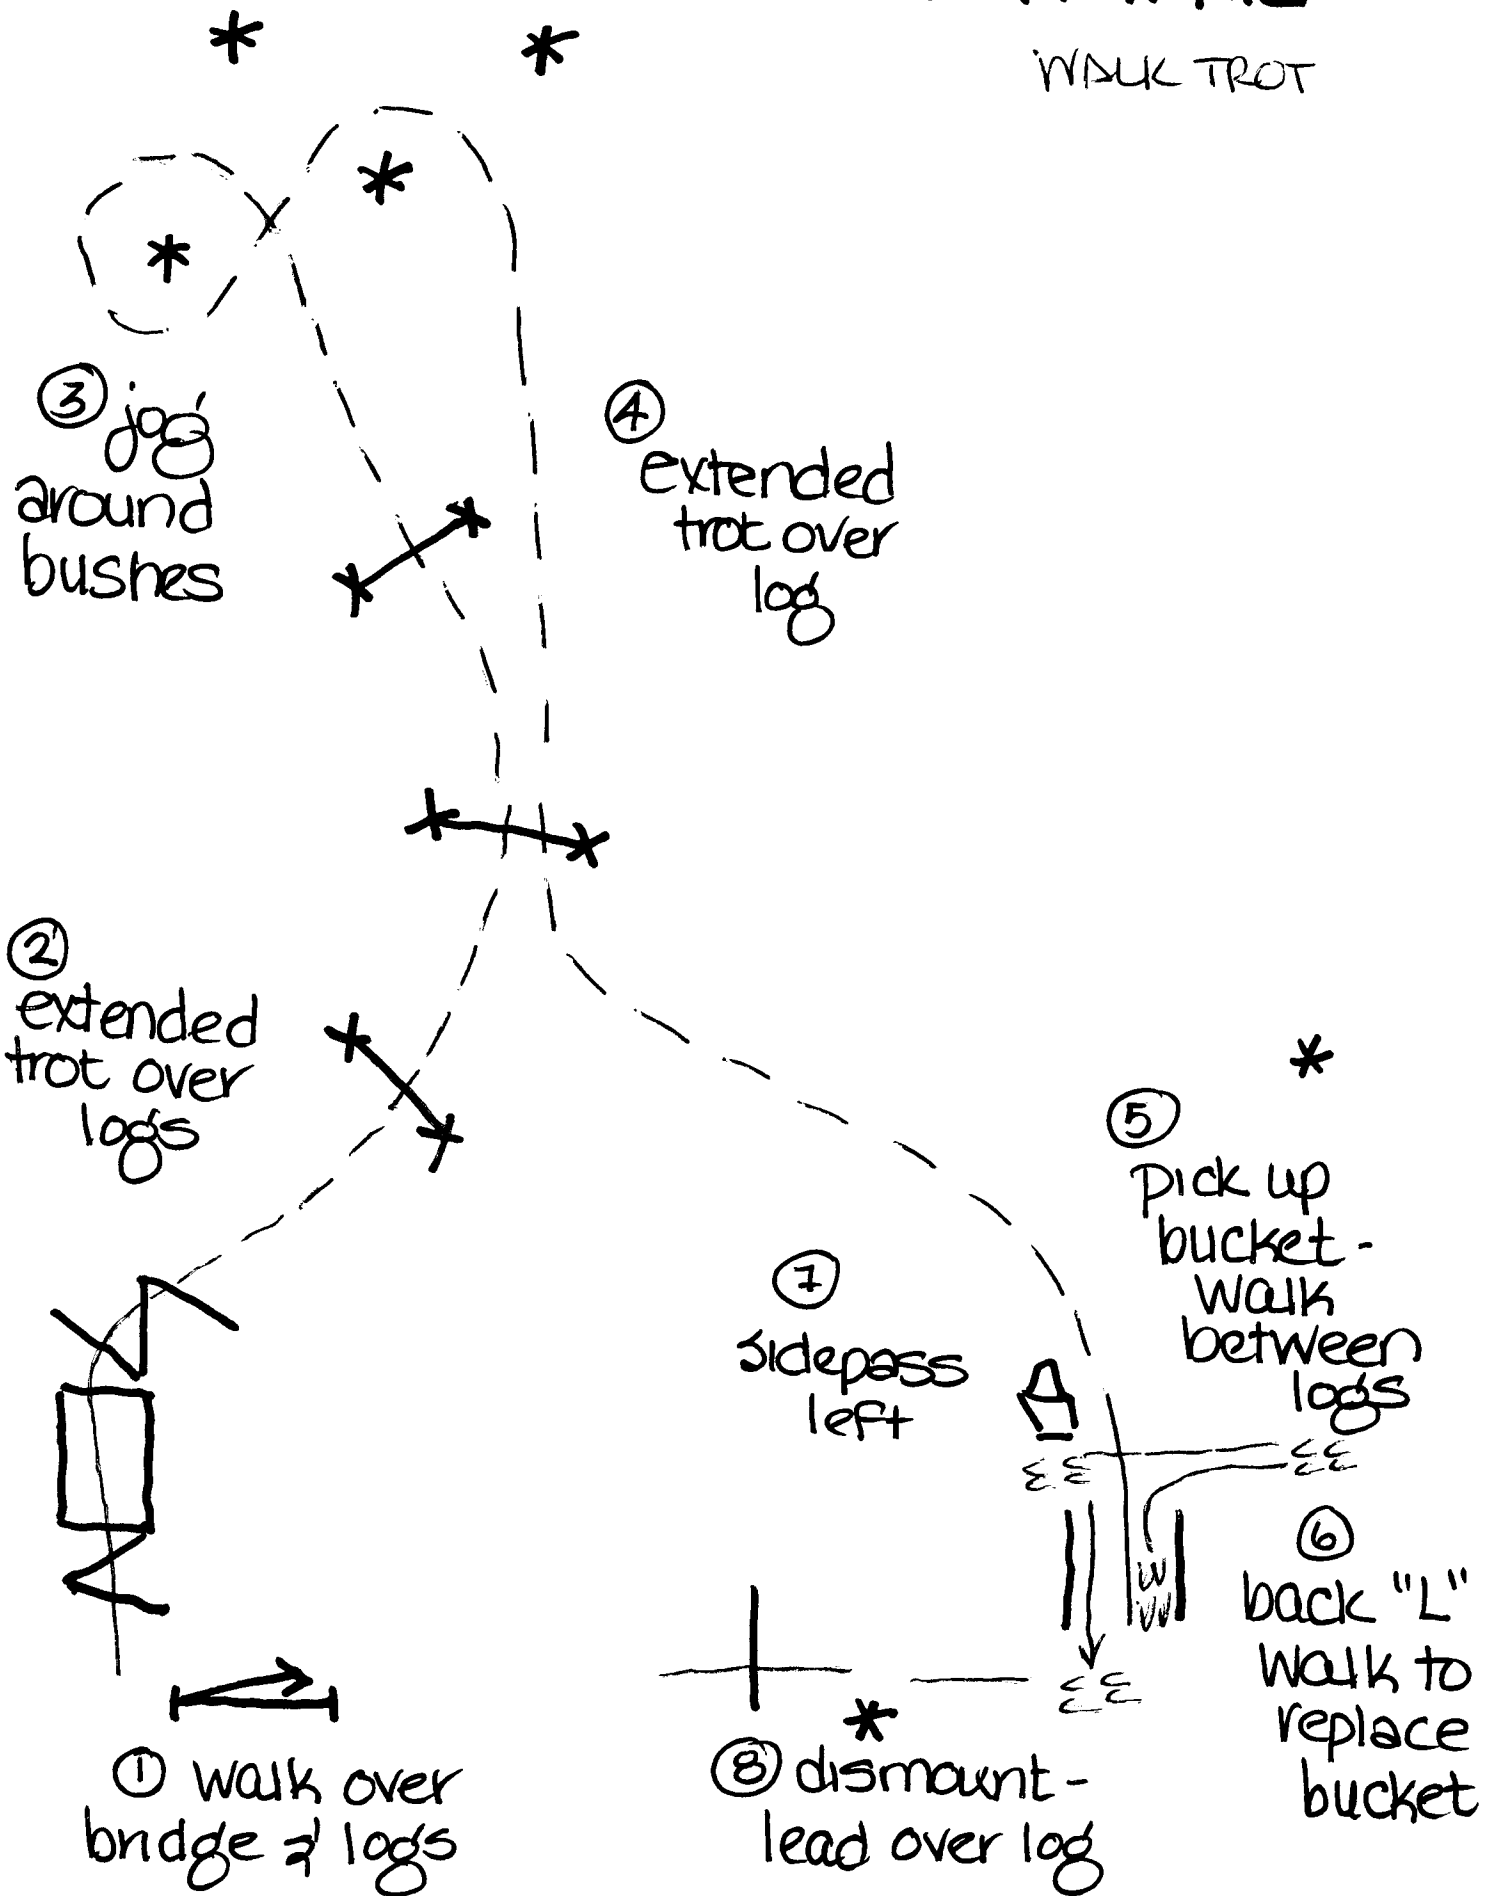 WALK TROT
③ jog
around
bushes
④
extended
trot over
log
②
extended
trot over
logs
⑤
pick up
bucket -
walk
between
logs
⑦
sidepass
left
⑥
back "L"
walk to
replace
bucket
① walk over
bridge & logs
⑧ dismount -
lead over log